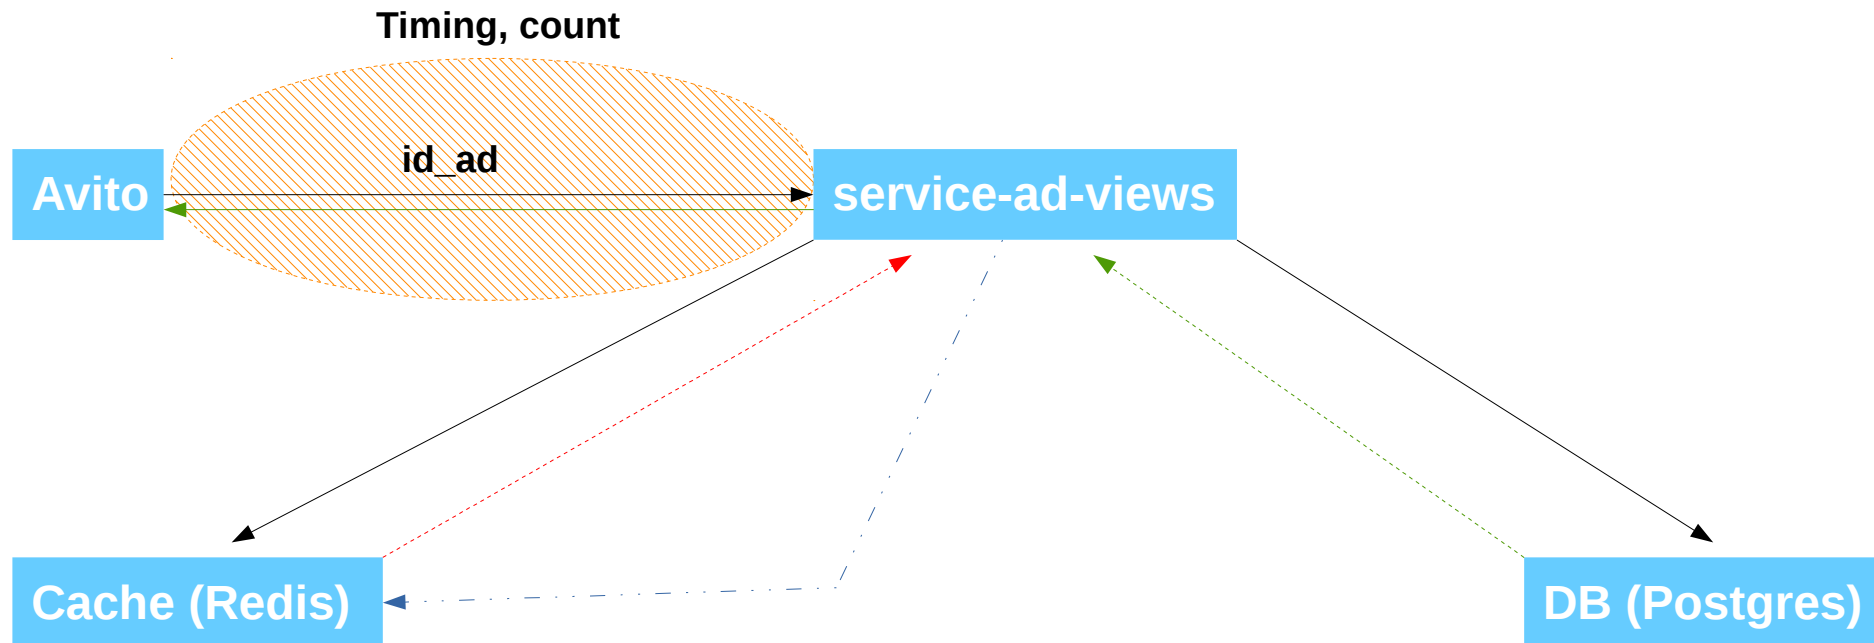 Timing, count
id_ad
Avito
service-ad-views
Cache (Redis)
DB (Postgres)